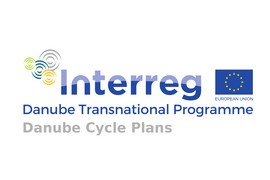 Interreg
EUROPEAN UNION
Danube Transnational Programme
Danube Cycle Plans